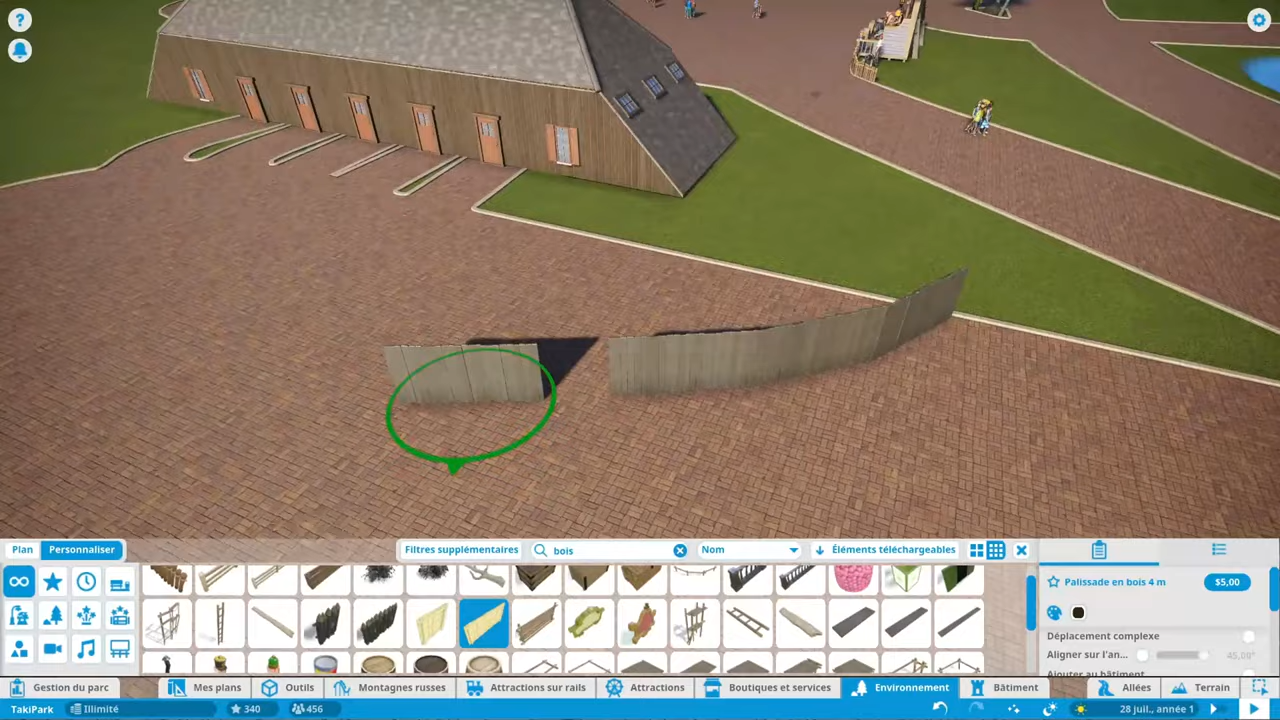 ?
Plan
Personnaliser
Filtres supplémentaires
bois
Nom
Éléments téléchargeables
Palissade en bois 4 m
$5,00
Déplacement complexe
Aligner sur l'an...
45,00°
Gestion du parc
Mes plans
Outils
Montagnes russes
Attractions sur rails
Attractions
Boutiques et services
Environnement
Bâtiment
Allées
Terrain
TakiPark
Illimité
340
456
28 juil., année 1